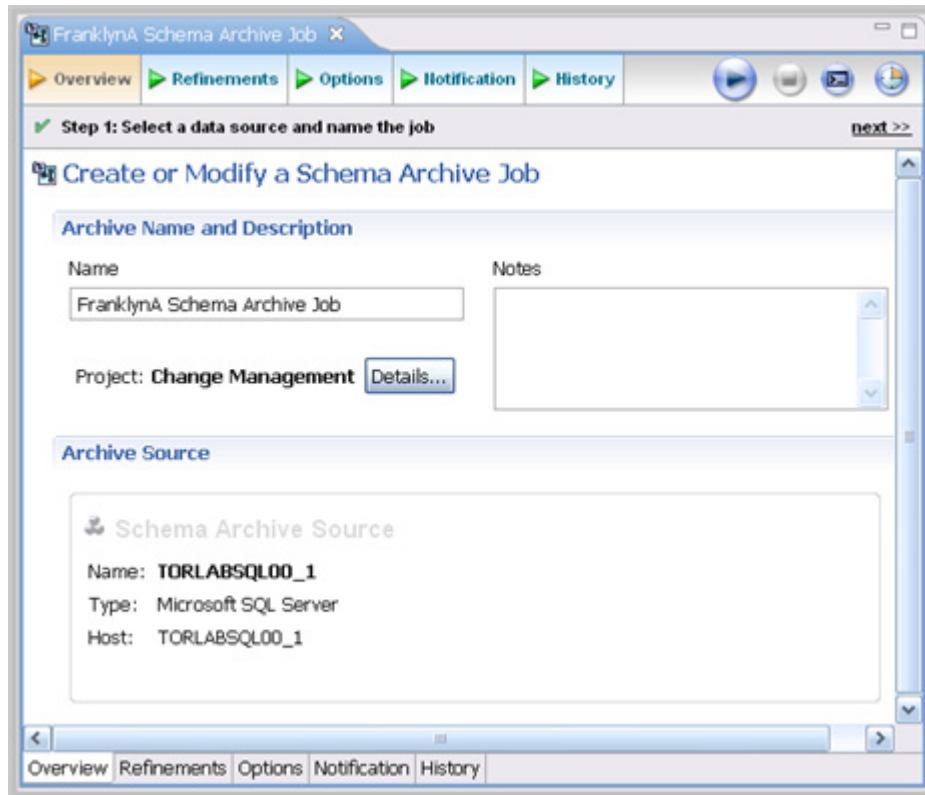 FranklynA Schema Archive Job
Overview Refinements Options Notification History
Step 1: Select a data source and name the job next >>
Create or Modify a Schema Archive Job
Archive Name and Description
Name Notes
FranklynA Schema Archive Job
Project: Change Management Details...
Archive Source
Schema Archive Source
Name: TORLABSQL00_1
Type: Microsoft SQL Server
Host: TORLABSQL00_1
Overview Refinements Options Notification History